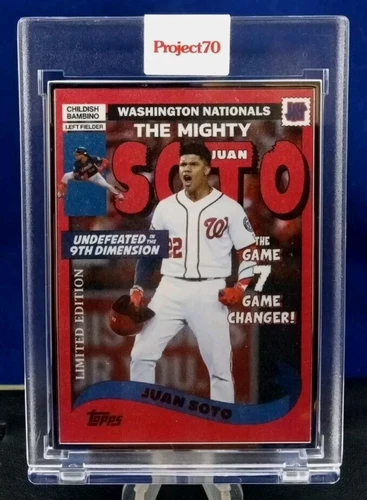 Project70
CHILDISH
BAMBINO
LEFT FIELDER
WASHINGTON NATIONALS
THE MIGHTY
JUAN
SOTO
22
W
UNDEFEATED IN THE
9TH DIMENSION
THE
GAME
7
GAME
CHANGER!
LIMITED EDITION
JUAN SOTO
Topps